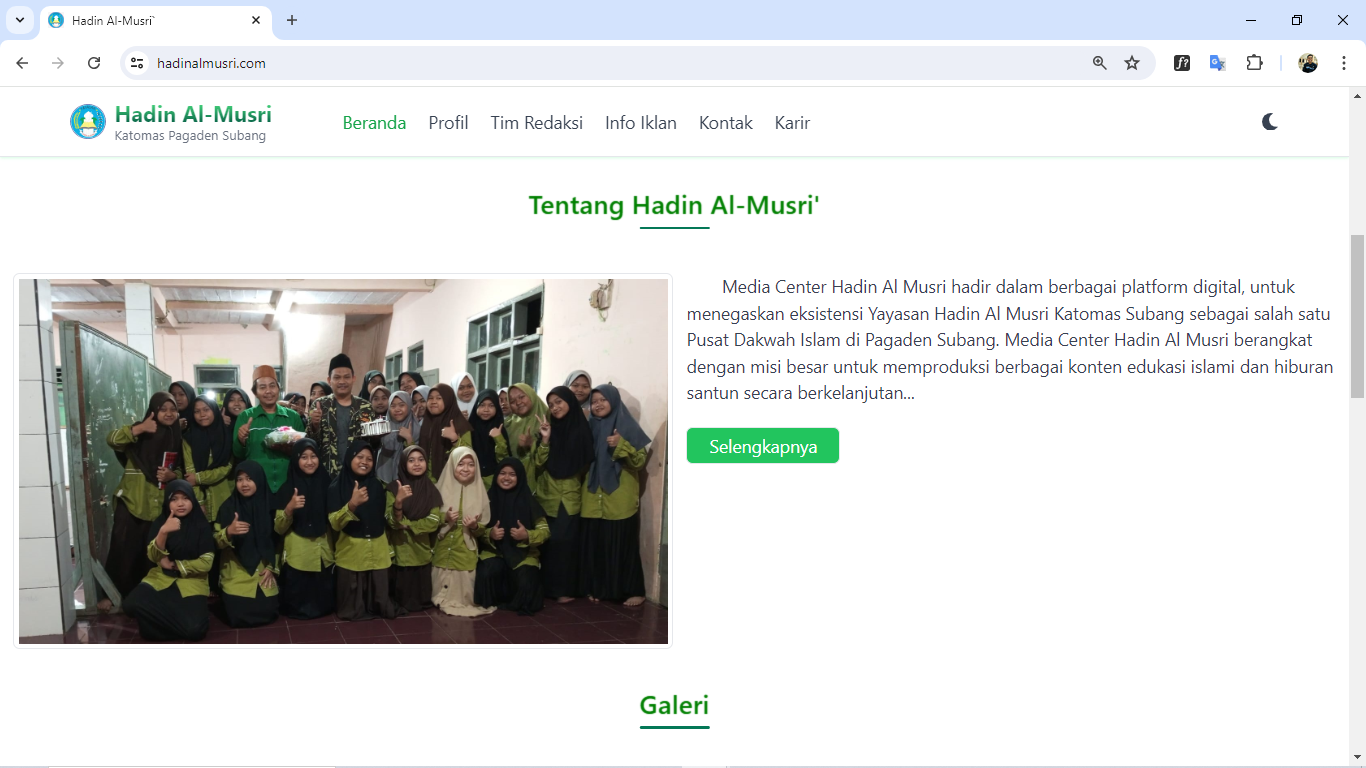 Hadin Al-Musri`
hadinalmusri.com
Hadin Al-Musri
Katomas Pagaden Subang
Beranda Profil Tim Redaksi Info Iklan Kontak Karir
Tentang Hadin Al-Musri'
Media Center Hadin Al Musri hadir dalam berbagai platform digital, untuk
menegaskan eksistensi Yayasan Hadin Al Musri Katomas Subang sebagai salah satu
Pusat Dakwah Islam di Pagaden Subang. Media Center Hadin Al Musri berangkat
dengan misi besar untuk memproduksi berbagai konten edukasi islami dan hiburan
santun secara berkelanjutan...
Selengkapnya
Galeri